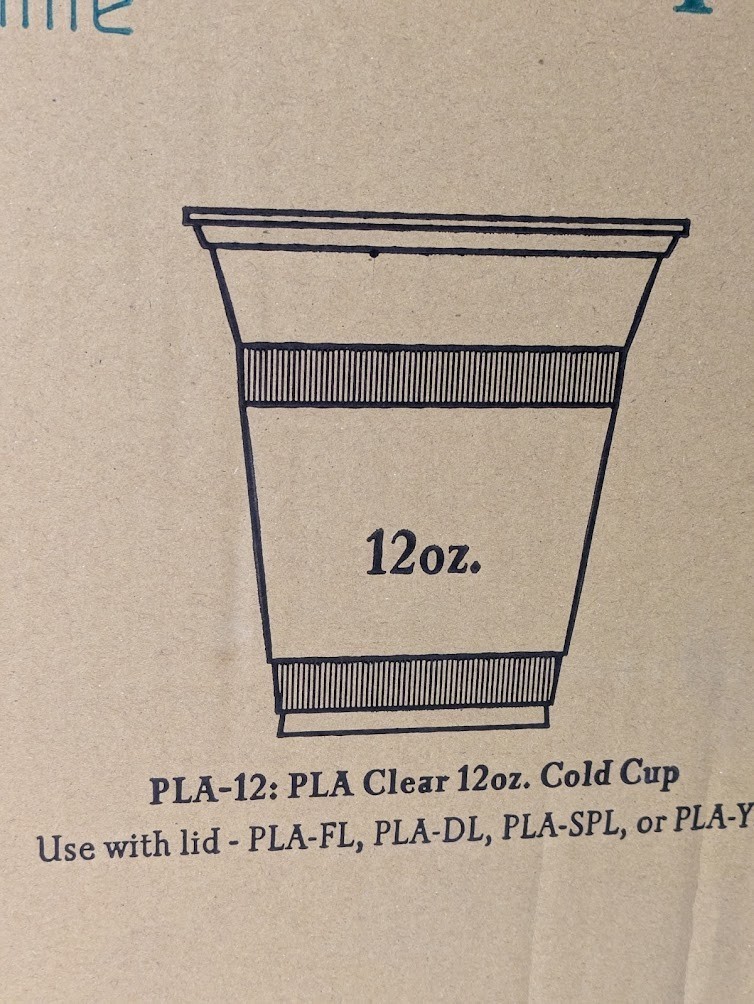 12oz.
PLA-12: PLA Clear 12oz. Cold Cup
Use with lid - PLA-FL, PLA-DL, PLA-SPL, or PLA-Y